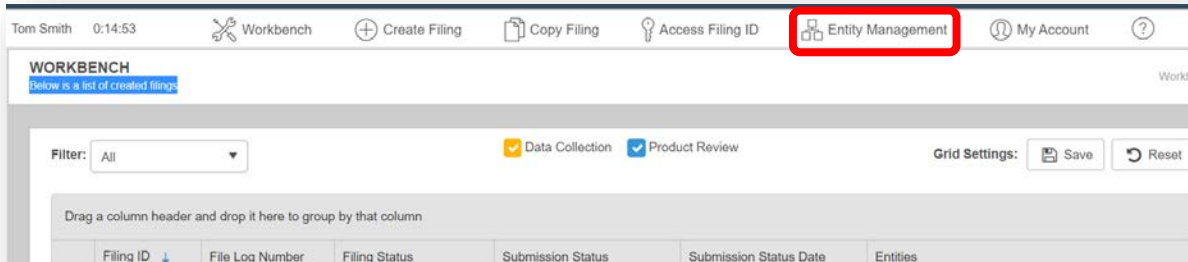 Tom Smith 0:14:53 Workbench Create Filing Copy Filing Access Filing ID Entity Management My Account ?
WORKBENCH
Below is a list of created filings
Filter: All Data Collection Product Review Grid Settings: Save Reset
Drag a column header and drop it here to group by that column
Filing ID ↓ File Log Number Filing Status Submission Status Submission Status Date Entities